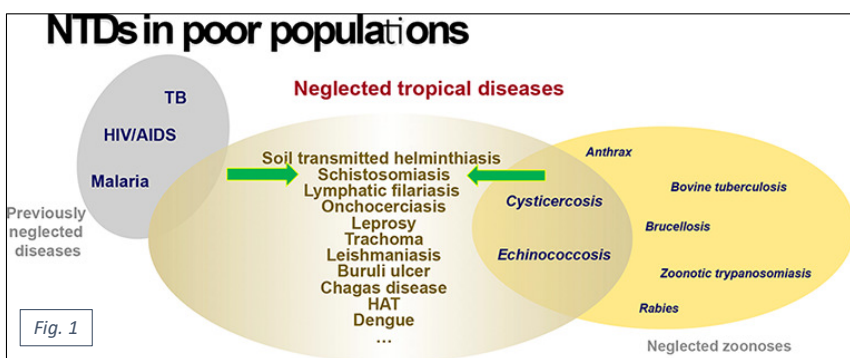 NTDs in poor populations
Neglected tropical diseases
TB
HIV/AIDS
Malaria
Previously
neglected
diseases
Soil transmitted helminthiasis
Schistosomiasis
Lymphatic filariasis
Onchocerciasis
Leprosy
Trachoma
Leishmaniasis
Buruli ulcer
Chagas disease
HAT
Dengue
...
Cysticercosis
Echinococcosis
Anthrax
Bovine tuberculosis
Brucellosis
Zoonotic trypanosomiasis
Rabies
Neglected zoonoses
Fig. 1